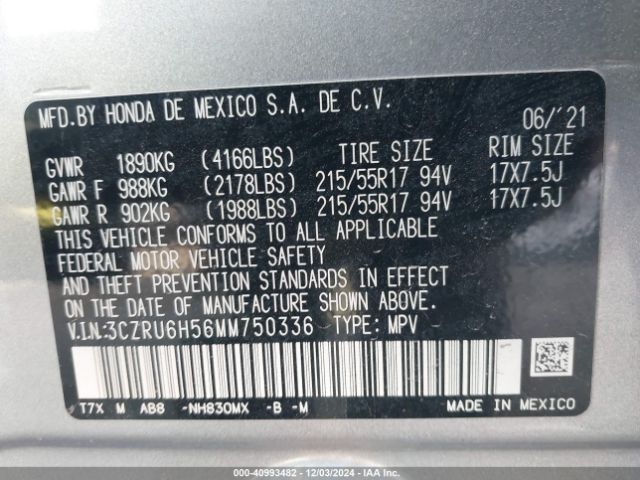 MFD.BY HONDA DE MEXICO S.A. DE C.V.
06/'21
GVWR 1890KG (4166LBS) TIRE SIZE RIM SIZE
GAWR F 988KG (2178LBS) 215/55R17 94V 17X7.5J
GAWR R 902KG (1988LBS) 215/55R17 94V 17X7.5J
THIS VEHICLE CONFORMS TO ALL APPLICABLE
FEDERAL MOTOR VEHICLE SAFETY
AND THEFT PREVENTION STANDARDS IN EFFECT
ON THE DATE OF MANUFACTURE SHOWN ABOVE.
V.I.N.:3CZRU6H56MM750336 TYPE: MPV
T7X M AB8 -NH830MX -B -M
MADE IN MEXICO
000-40993482 - 12/03/2024 - IAA Inc.